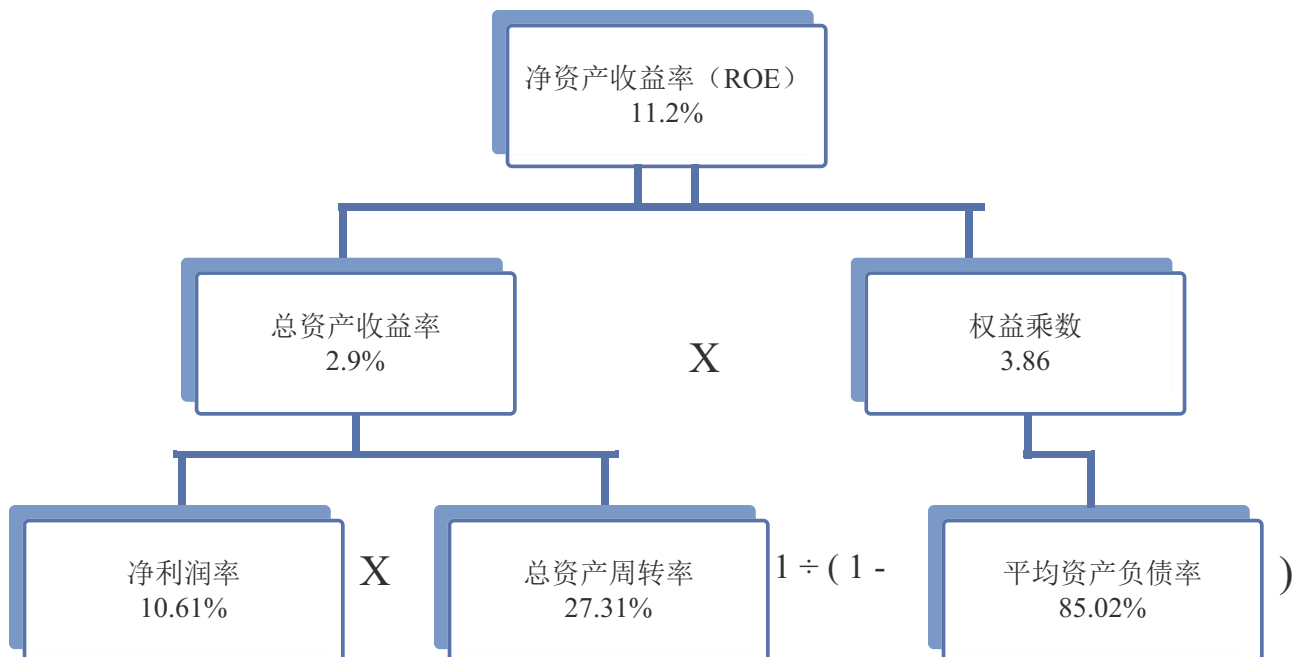 净资产收益率（ROE）
11.2%
总资产收益率
2.9%
X
权益乘数
3.86
净利润率
10.61%
X
总资产周转率
27.31%
1 ÷ ( 1 -
平均资产负债率
85.02%
)